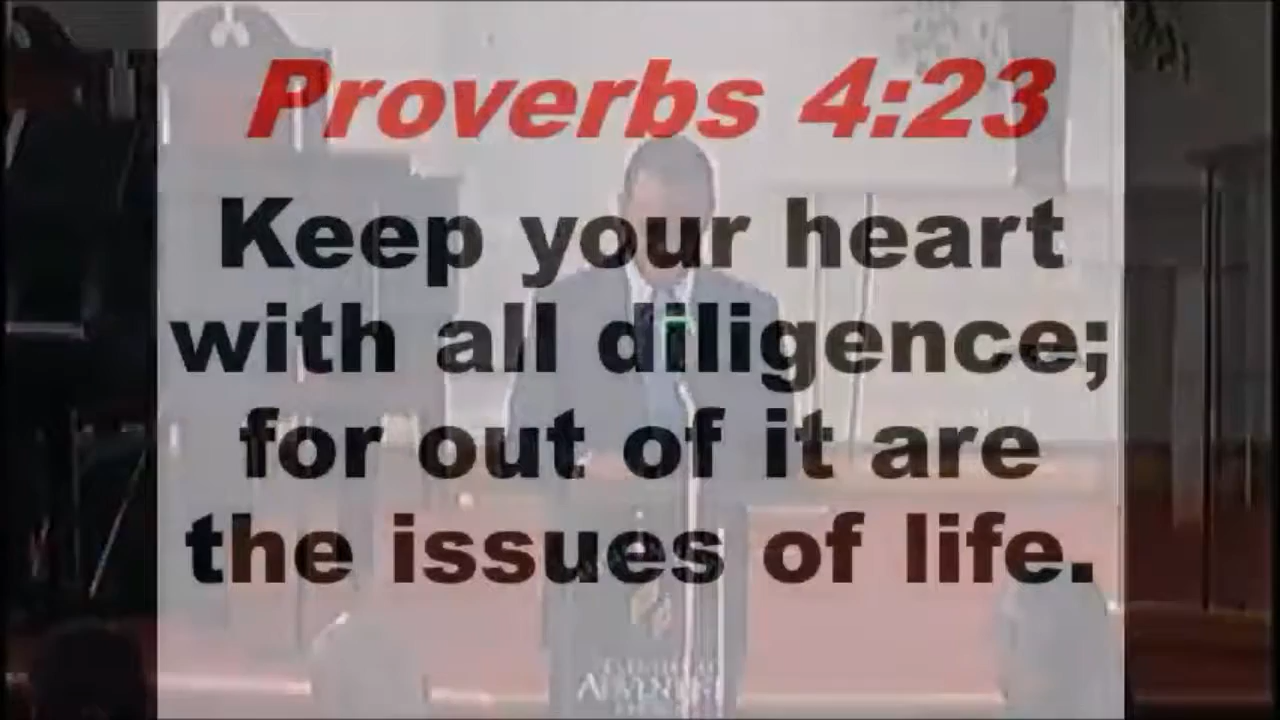 Proverbs 4:23
Keep your heart
with all diligence;
for out of it are
the issues of life.